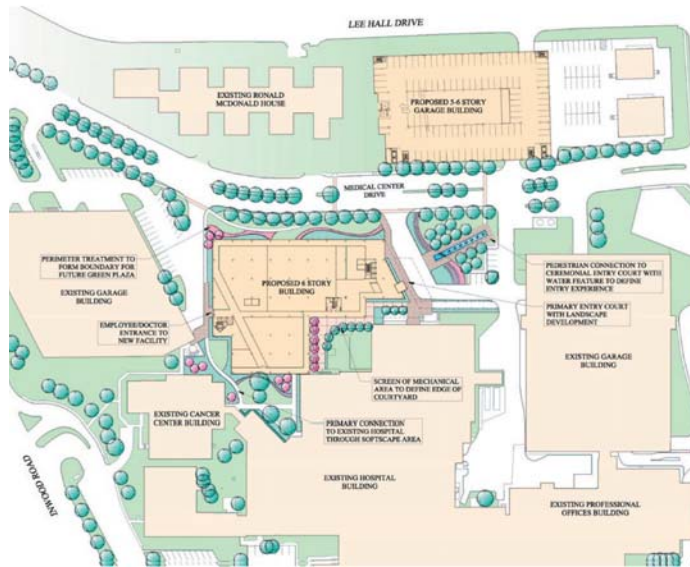 LEE HALL DRIVE
EXISTING RONALD
MCDONALD HOUSE
PROPOSED 5-6 STORY
GARAGE BUILDING
MEDICAL CENTER
DRIVE
PERIMETER TREATMENT TO
FORM BOUNDARY FOR
FUTURE GREEN PLAZA
EXISTING GARAGE
BUILDING
PROPOSED 6 STORY
BUILDING
PEDESTRIAN CONNECTION TO
CEREMONIAL ENTRY COURT WITH
WATER FEATURE TO DEFINE
ENTRY EXPERIENCE
PRIMARY ENTRY COURT
WITH LANDSCAPE
DEVELOPMENT
EMPLOYEE/DOCTOR
ENTRANCE TO
NEW FACILITY
EXISTING GARAGE
BUILDING
SCREEN OF MECHANICAL
AREA TO DEFINE EDGE OF
COURTYARD
EXISTING CANCER
CENTER BUILDING
PRIMARY CONNECTION
TO EXISTING HOSPITAL
THROUGH SOFTSCAPE AREA
INWOOD ROAD
EXISTING HOSPITAL
BUILDING
EXISTING PROFESSIONAL
OFFICES BUILDING